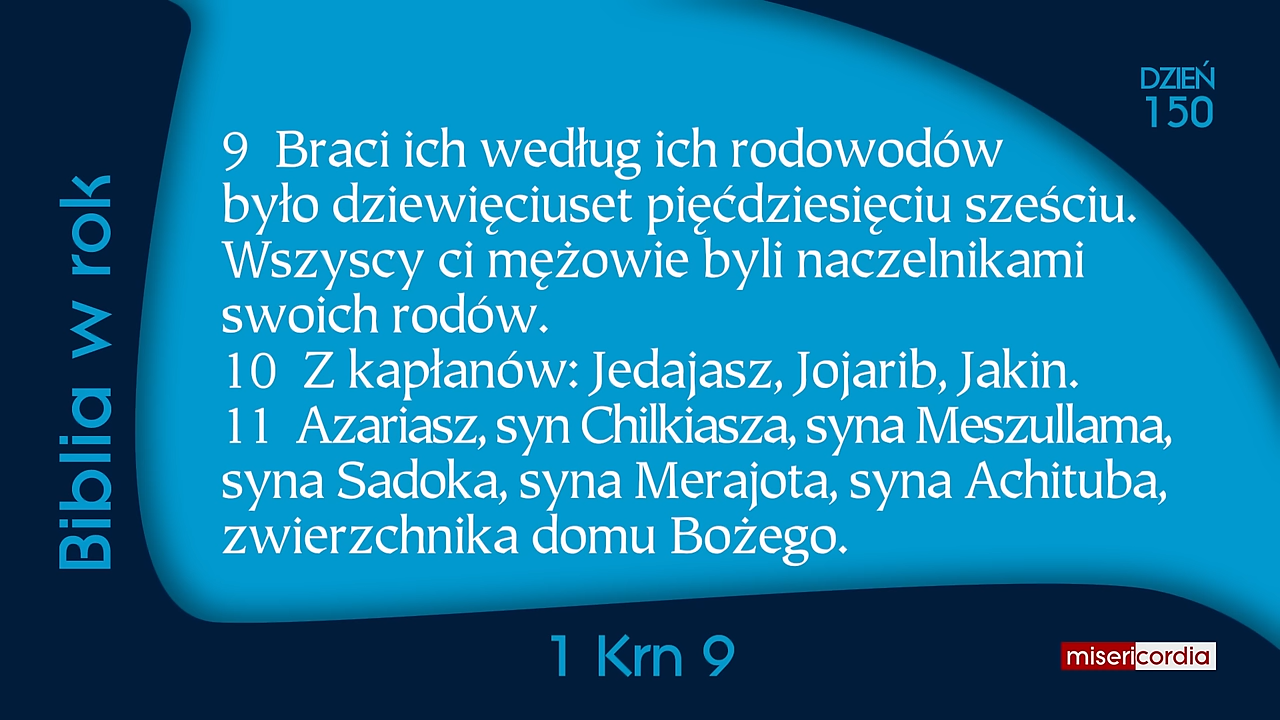 DZIEŃ
150
9 Braci ich według ich rodowodów
było dziewięciuset pięćdziesięciu sześciu.
Wszyscy ci mężowie byli naczelnikami
swoich rodów.
10 Z kapłanów: Jedajasz, Jojarib, Jakin.
11 Azariasz, syn Chilkiasza, syna Meszullama,
syna Sadoka, syna Merajota, syna Achituba,
zwierzchnika domu Bożego.
Biblia w rok
1 Krn 9
misericordia